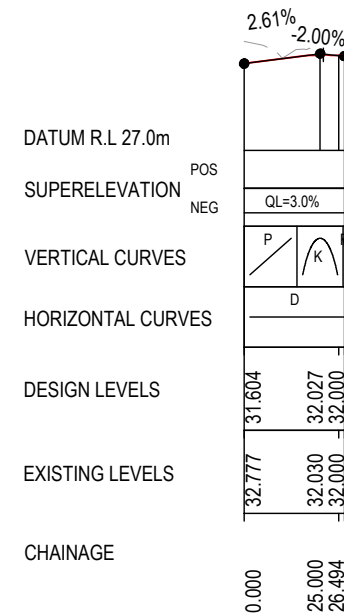 2.61%
-2.00%
DATUM R.L 27.0m
POS
SUPERELEVATION
NEG
QL=3.0%
VERTICAL CURVES
P
K
HORIZONTAL CURVES
D
DESIGN LEVELS
31.604
32.027
32.000
EXISTING LEVELS
32.777
32.030
32.000
CHAINAGE
0.000
25.000
26.494